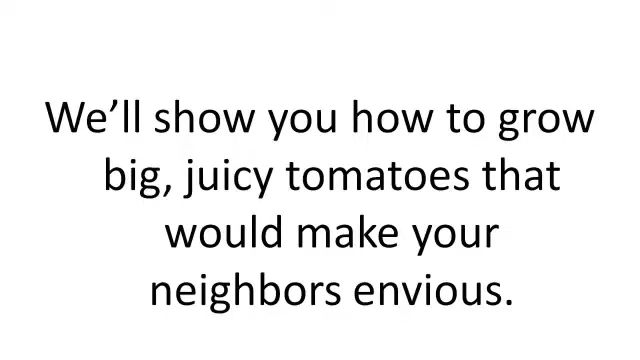 We’ll show you how to grow
big, juicy tomatoes that
would make your
neighbors envious.